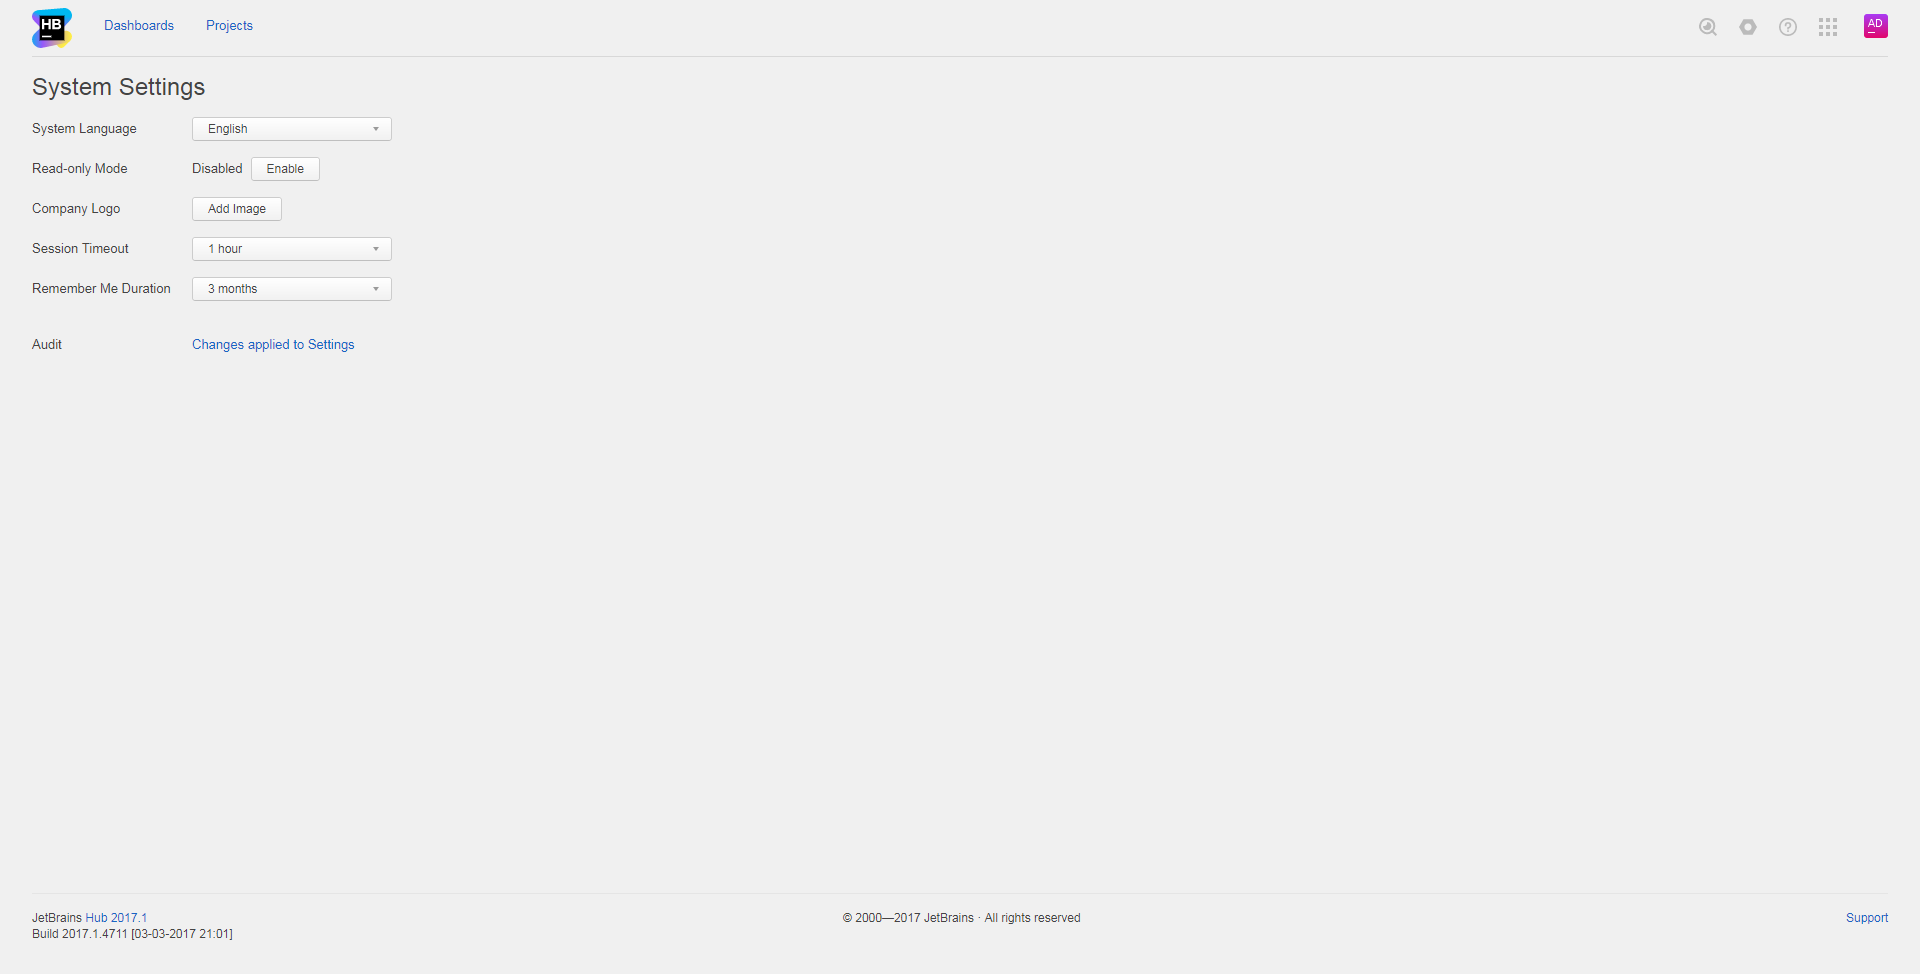 HB
Dashboards
Projects
AD
System Settings
System Language English
Read-only Mode Disabled Enable
Company Logo Add Image
Session Timeout 1 hour
Remember Me Duration 3 months
Audit Changes applied to Settings
JetBrains Hub 2017.1
Build 2017.1.4711 [03-03-2017 21:01]
© 2000—2017 JetBrains · All rights reserved
Support